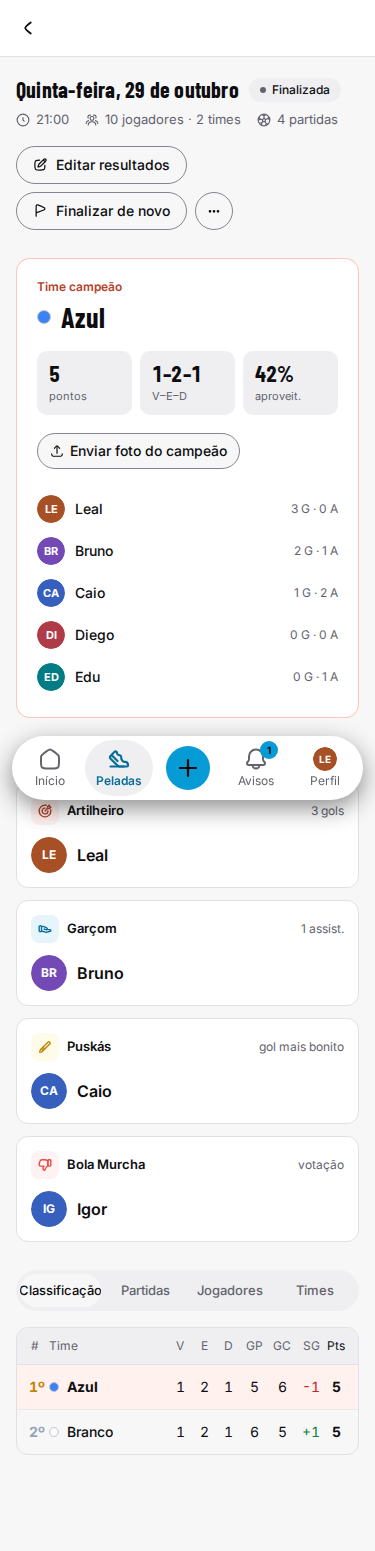 Quinta-feira, 29 de outubro
Finalizada
21:00
10 jogadores · 2 times
4 partidas
Editar resultados
Finalizar de novo
Time campeão
Azul
5
pontos
1-2-1
V–E–D
42%
aproveit.
Enviar foto do campeão
LE Leal 3 G · 0 A
BR Bruno 2 G · 1 A
CA Caio 1 G · 2 A
DI Diego 0 G · 0 A
ED Edu 0 G · 1 A
Início
Peladas
1
Avisos
LE
Perfil
Artilheiro 3 gols
LE Leal
Garçom 1 assist.
BR Bruno
Puskás gol mais bonito
CA Caio
Bola Murcha votação
IG Igor
Classificação Partidas Jogadores Times
# Time V E D GP GC SG Pts
1º Azul 1 2 1 5 6 -1 5
2º Branco 1 2 1 6 5 +1 5